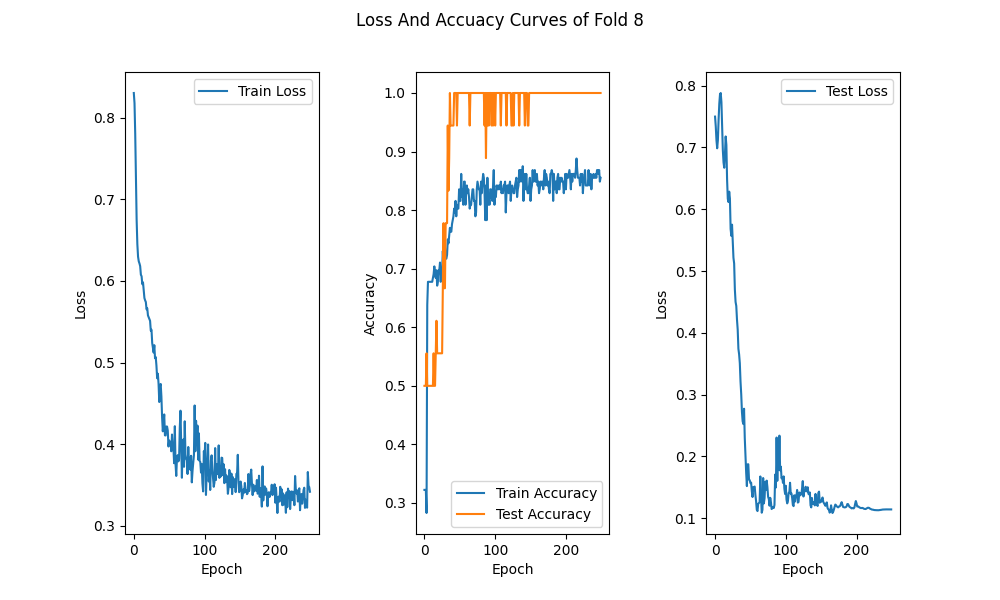 Loss And Accuacy Curves of Fold 8
Train Loss
0.8
0.7
0.6
0.5
0.4
0.3
Loss
0
100
200
Epoch
1.0
0.9
0.8
0.7
0.6
0.5
0.4
0.3
Accuracy
Train Accuracy
Test Accuracy
0
100
200
Epoch
Test Loss
0.8
0.7
0.6
0.5
0.4
0.3
0.2
0.1
Loss
0
100
200
Epoch